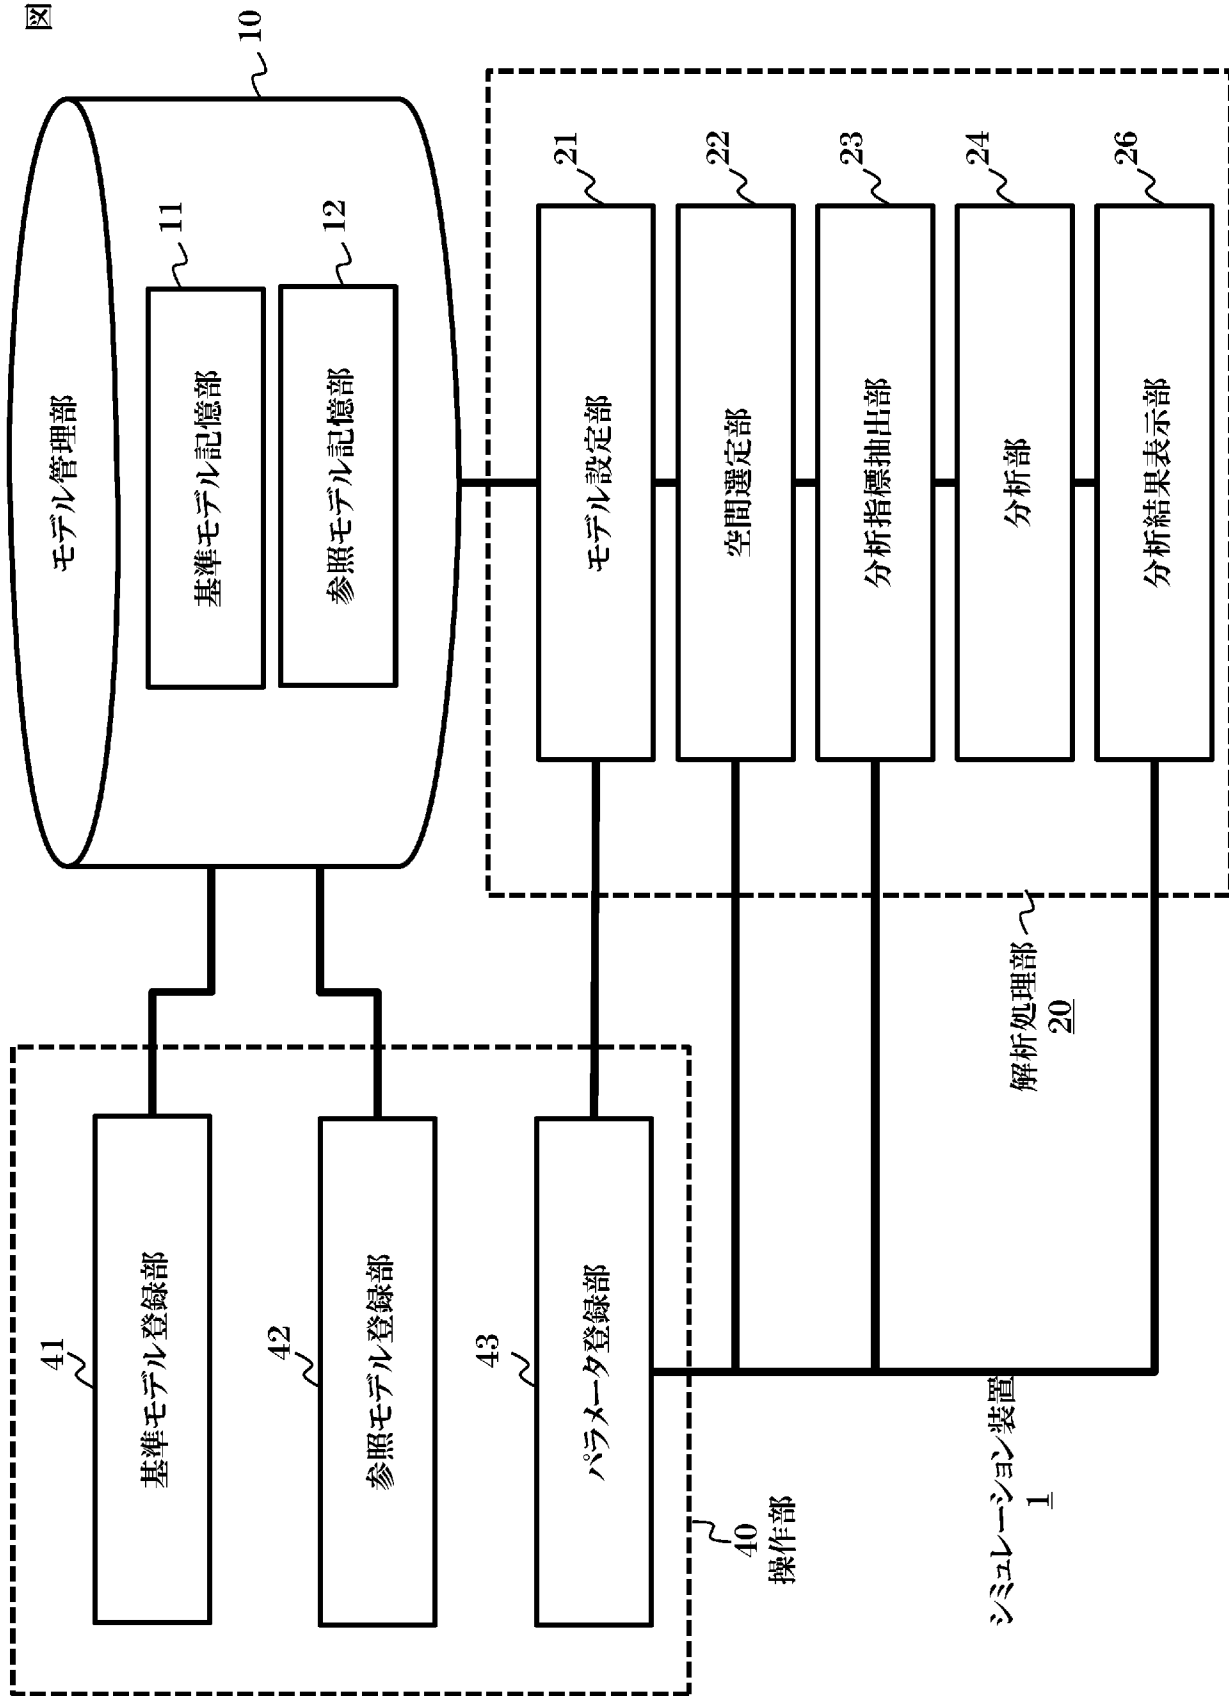 図
モデル管理部
10
基準モデル記憶部
11
参照モデル記憶部
12
41
基準モデル登録部
42
参照モデル登録部
43
パラメータ登録部
40
操作部
モデル設定部
21
空間選定部
22
分析指標抽出部
23
分析部
24
分析結果表示部
26
解析処理部
20
シミュレーション装置
1